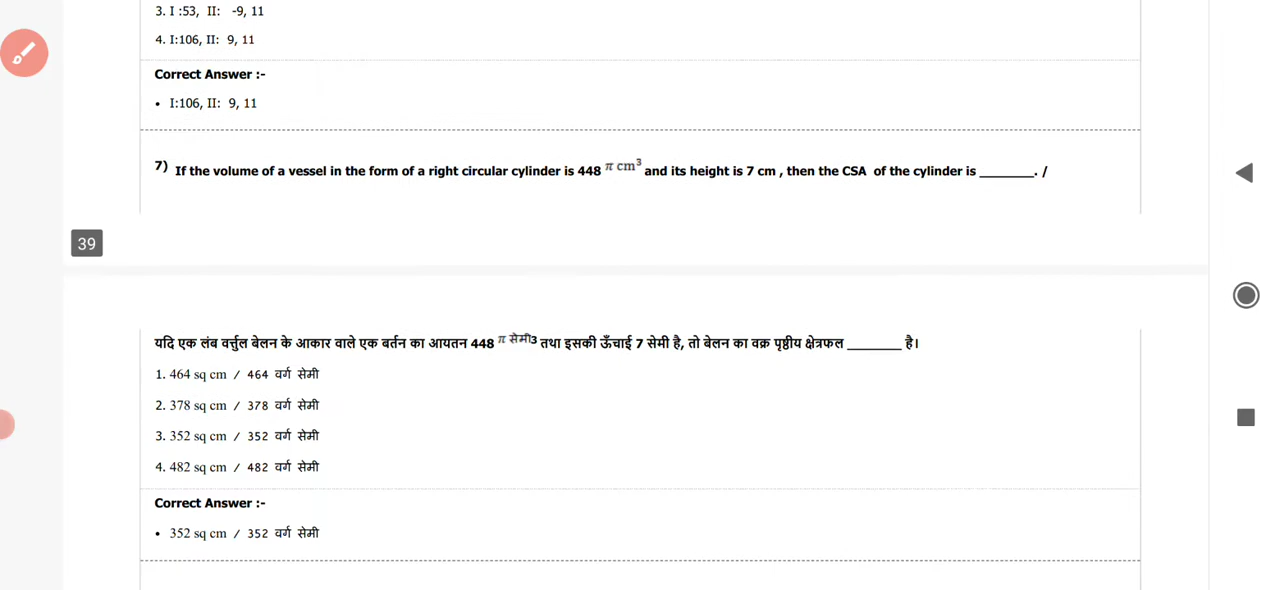 3. I :53, II: -9, 11
4. I:106, II: 9, 11
Correct Answer :-
• I:106, II: 9, 11
7) If the volume of a vessel in the form of a right circular cylinder is 448 π cm³ and its height is 7 cm , then the CSA of the cylinder is ________. /
39
यदि एक लंब वर्त्तुल बेलन के आकार वाले एक बर्तन का आयतन 448 π सेमी3 तथा इसकी ऊँचाई 7 सेमी है, तो बेलन का वक्र पृष्ठीय क्षेत्रफल ________ है।
1. 464 sq cm / 464 वर्ग सेमी
2. 378 sq cm / 378 वर्ग सेमी
3. 352 sq cm / 352 वर्ग सेमी
4. 482 sq cm / 482 वर्ग सेमी
Correct Answer :-
• 352 sq cm / 352 वर्ग सेमी